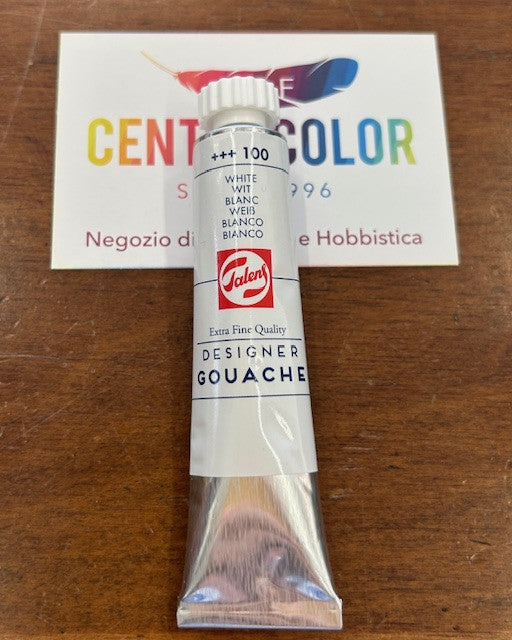 F
CENT COLOR
S 996
Negozio di e Hobbistica
+++ 100
WHITE
WIT
BLANC
WEIß
BLANCO
BIANCO
Talens
Extra Fine Quality
DESIGNER
GOUACHE